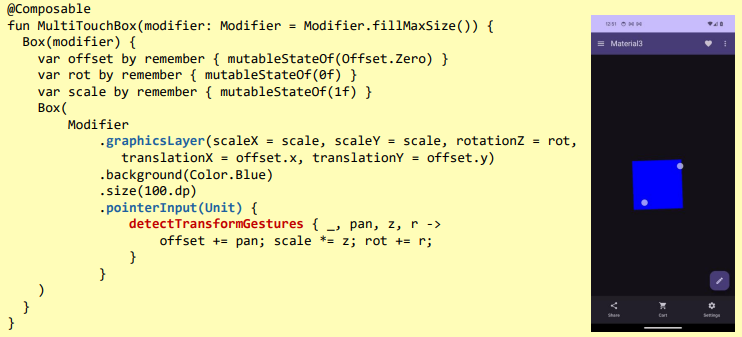 @Composable
fun MultiTouchBox(modifier: Modifier = Modifier.fillMaxSize()) {
  Box(modifier) {
    var offset by remember { mutableStateOf(Offset.Zero) }
    var rot by remember { mutableStateOf(0f) }
    var scale by remember { mutableStateOf(1f) }
    Box(
        Modifier
            .graphicsLayer(scaleX = scale, scaleY = scale, rotationZ = rot,
               translationX = offset.x, translationY = offset.y)
            .background(Color.Blue)
            .size(100.dp)
            .pointerInput(Unit) {
                detectTransformGestures { _, pan, z, r ->
                    offset += pan; scale *= z; rot += r;
                }
            }
    )
  }
}
12:51
Material3
Share Cart Settings